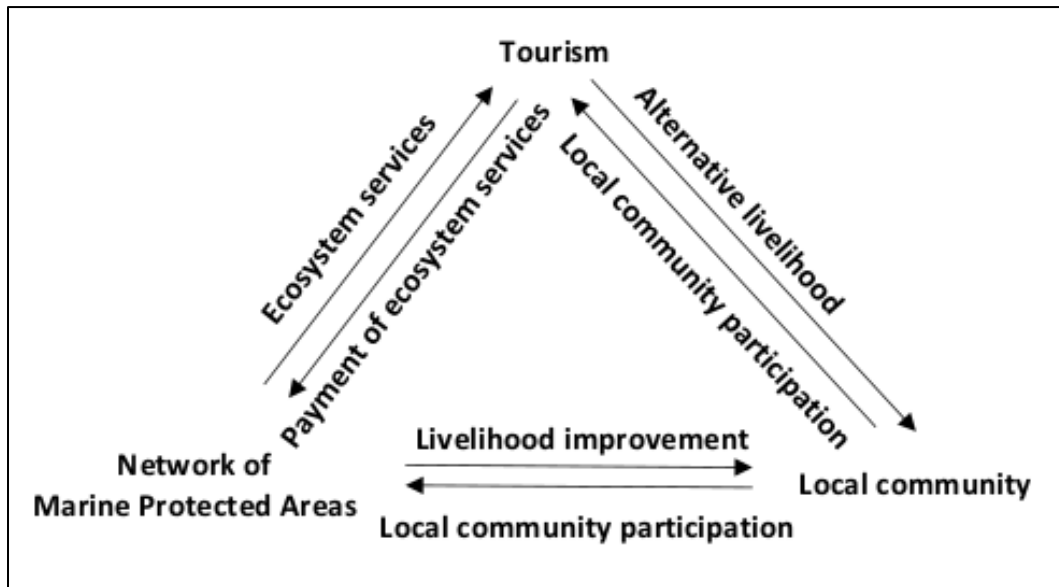 Tourism
Ecosystem services
Payment of ecosystem services
Alternative livelihood
Local community participation
Livelihood improvement
Network of
Marine Protected Areas
Local community
Local community participation